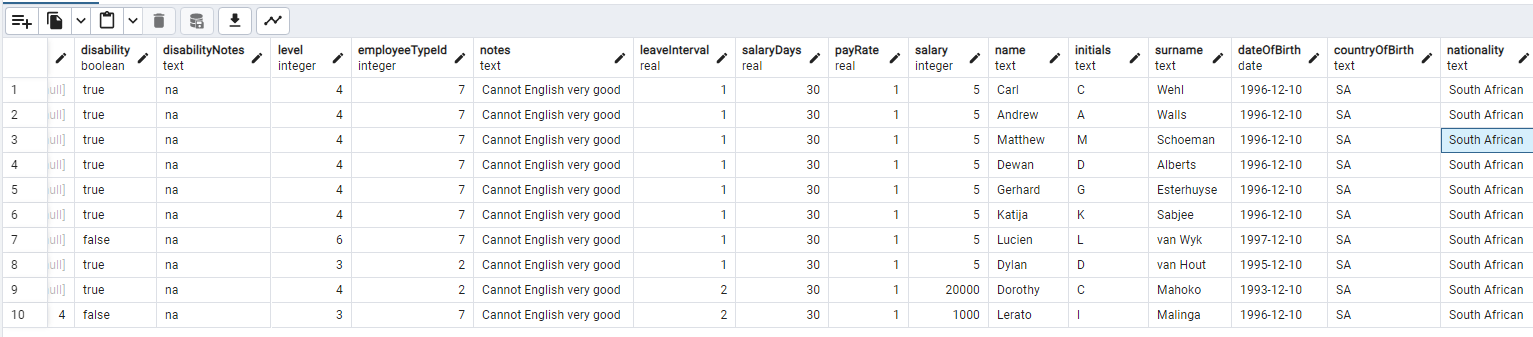 disability disabilityNotes level employeeTypeId notes leaveInterval salaryDays payRate salary name initials surname dateOfBirth countryOfBirth nationality
boolean text integer integer text real real real integer text text text date text text
1 ull] true na 4 7 Cannot English very good 1 30 1 5 Carl C Wehl 1996-12-10 SA South African
2 ull] true na 4 7 Cannot English very good 1 30 1 5 Andrew A Walls 1996-12-10 SA South African
3 ull] true na 4 7 Cannot English very good 1 30 1 5 Matthew M Schoeman 1996-12-10 SA South African
4 ull] true na 4 7 Cannot English very good 1 30 1 5 Dewan D Alberts 1996-12-10 SA South African
5 ull] true na 4 7 Cannot English very good 1 30 1 5 Gerhard G Esterhuyse 1996-12-10 SA South African
6 ull] true na 4 7 Cannot English very good 1 30 1 5 Katija K Sabjee 1996-12-10 SA South African
7 ull] false na 6 7 Cannot English very good 1 30 1 5 Lucien L van Wyk 1997-12-10 SA South African
8 ull] true na 3 2 Cannot English very good 1 30 1 5 Dylan D van Hout 1995-12-10 SA South African
9 ull] true na 4 2 Cannot English very good 2 30 1 20000 Dorothy C Mahoko 1993-12-10 SA South African
10 4 false na 3 7 Cannot English very good 2 30 1 1000 Lerato I Malinga 1996-12-10 SA South African